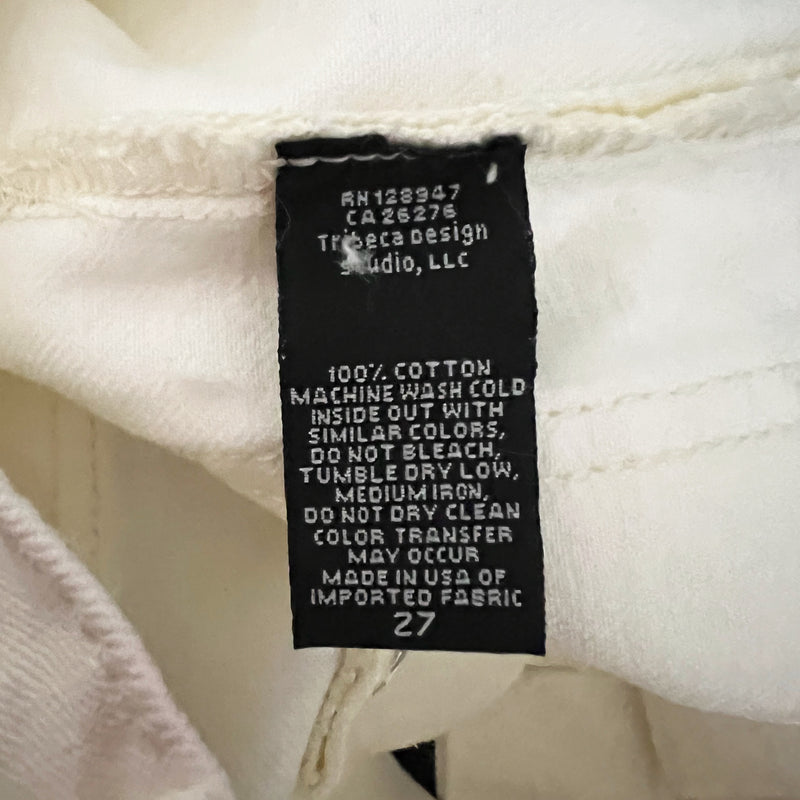 RN 128947
CA 26276
Tribeca Design
Studio, LLC
100% COTTON
MACHINE WASH COLD
INSIDE OUT WITH
SIMILAR COLORS,
DO NOT BLEACH,
TUMBLE DRY LOW,
MEDIUM IRON,
DO NOT DRY CLEAN
COLOR TRANSFER
MAY OCCUR
MADE IN USA OF
IMPORTED FABRIC
27